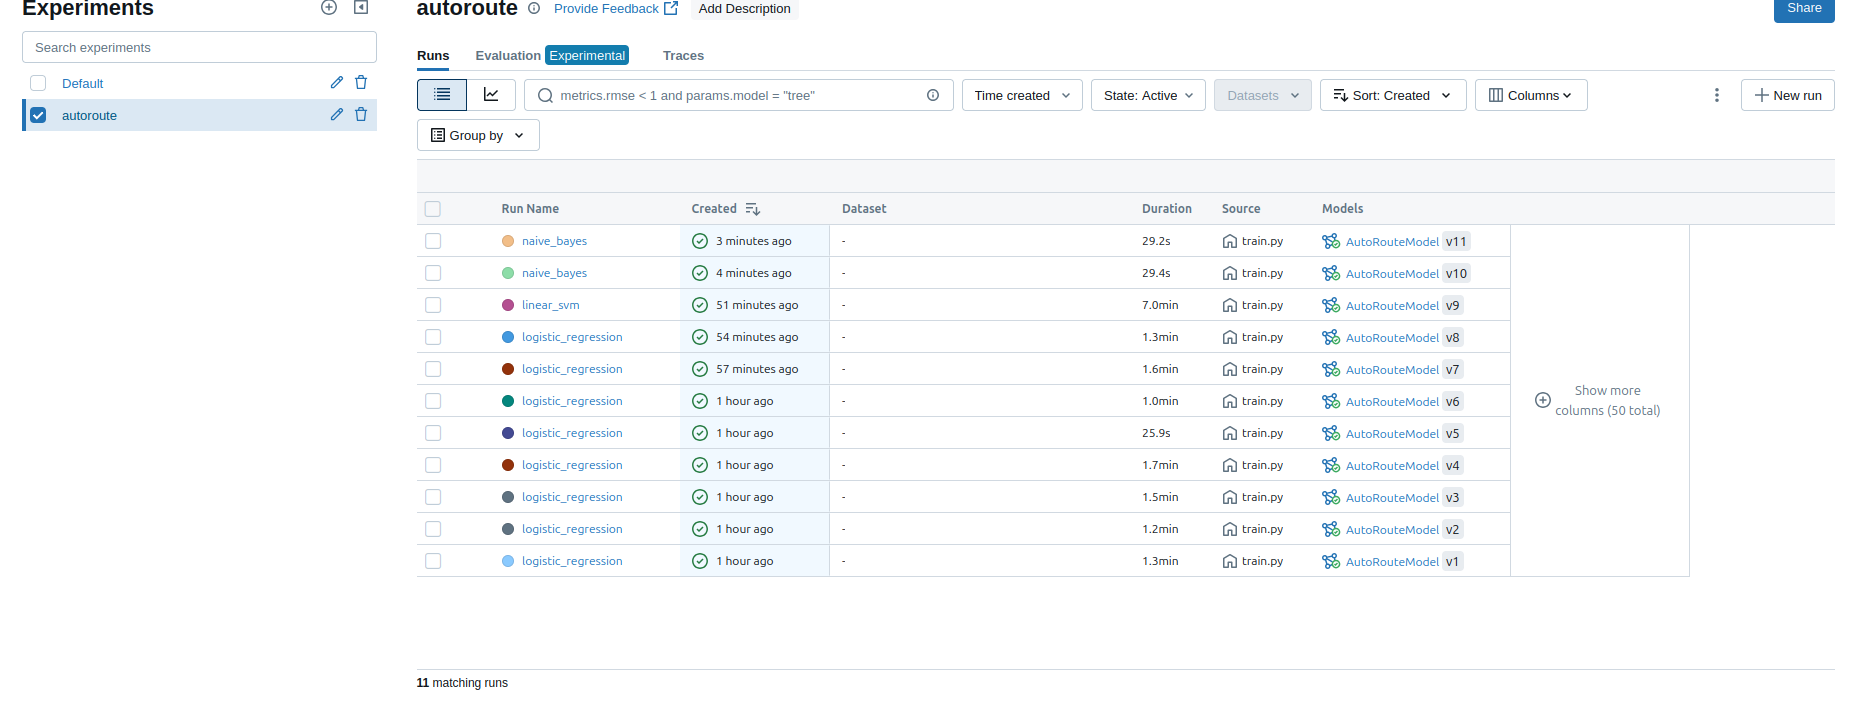 Experiments
Search experiments
Default
autoroute
autoroute Provide Feedback Add Description Share
Runs Evaluation Experimental Traces
metrics.rmse < 1 and params.model = "tree" Time created State: Active Datasets Sort: Created Columns New run
Group by
Run Name Created Dataset Duration Source Models
naive_bayes 3 minutes ago - 29.2s train.py AutoRouteModel v11
naive_bayes 4 minutes ago - 29.4s train.py AutoRouteModel v10
linear_svm 51 minutes ago - 7.0min train.py AutoRouteModel v9
logistic_regression 54 minutes ago - 1.3min train.py AutoRouteModel v8
logistic_regression 57 minutes ago - 1.6min train.py AutoRouteModel v7
logistic_regression 1 hour ago - 1.0min train.py AutoRouteModel v6
logistic_regression 1 hour ago - 25.9s train.py AutoRouteModel v5
logistic_regression 1 hour ago - 1.7min train.py AutoRouteModel v4
logistic_regression 1 hour ago - 1.5min train.py AutoRouteModel v3
logistic_regression 1 hour ago - 1.2min train.py AutoRouteModel v2
logistic_regression 1 hour ago - 1.3min train.py AutoRouteModel v1
Show more
columns (50 total)
11 matching runs